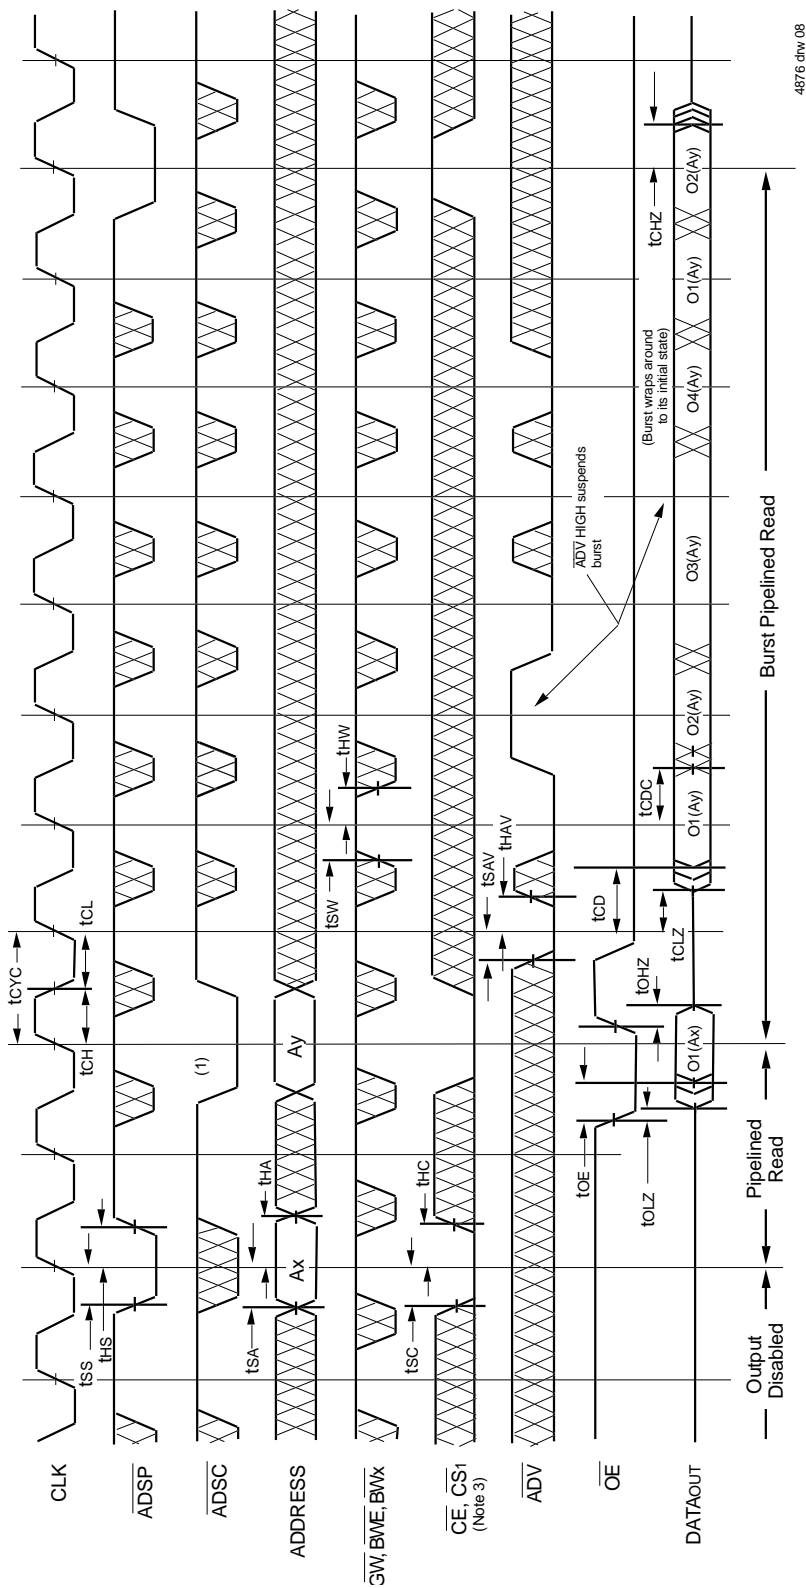 CLK
ADSP
ADSC
ADDRESS
GW, BWE, BWx
CE, CS1
(Note 3)
ADV
OE
DATAOUT
tCYC
tCH
tCL
tSS
tHS
(1)
tSA
tHA
Ax
Ay
tSW
tHW
tSC
tHC
tSAV
tHAV
ADV HIGH suspends
burst
tOE
tOLZ
tOHZ
tCD
tCLZ
tCDC
tCHZ
(Burst wraps around
to its initial state)
O1(Ax)
O1(Ay)
O2(Ay)
O3(Ay)
O4(Ay)
O1(Ay)
O2(Ay)
Output
Disabled
Pipelined
Read
Burst Pipelined Read
4876 drw 08